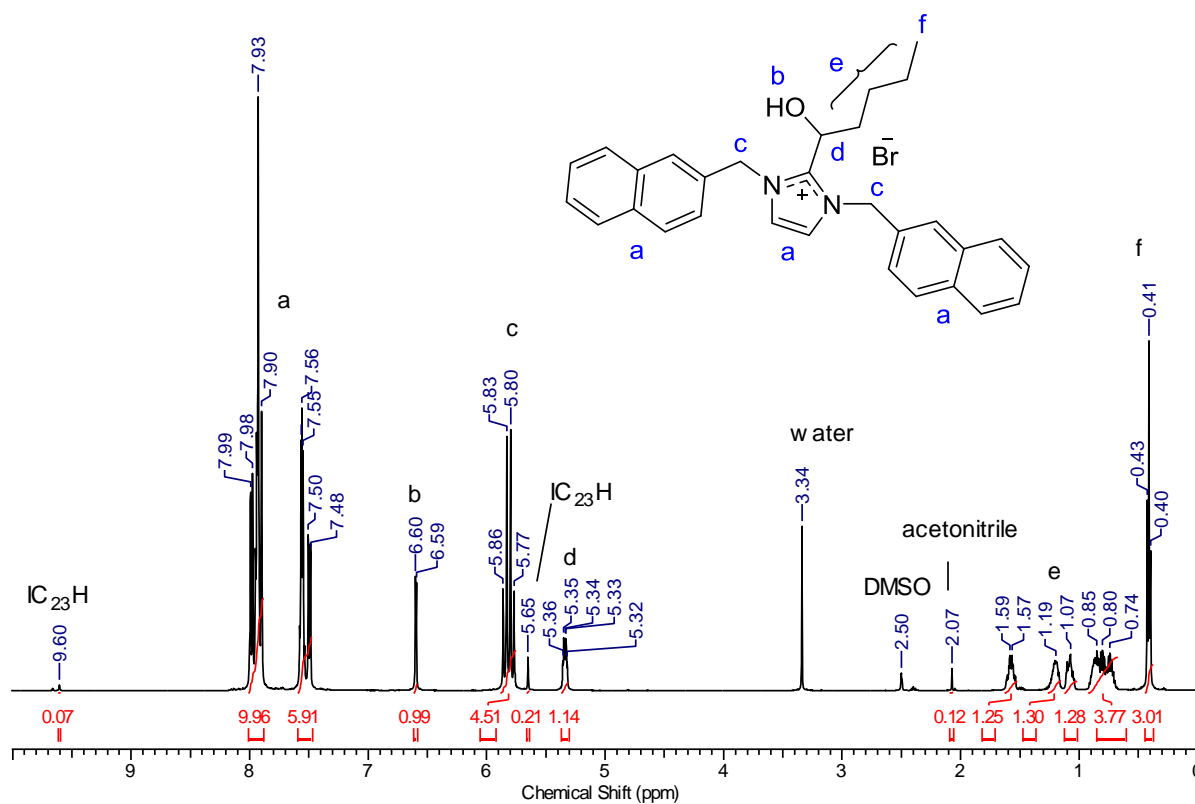 f
b
e
HO
c
d
Br
–
N
+
N
c
a
a
a
7.93
a
7.99
7.98
7.90
7.56
7.55
7.50
7.48
b
6.60
6.59
c
5.86
5.83
5.80
5.77
IC23H
5.65
d
5.36
5.35
5.34
5.33
5.32
water
3.34
DMSO
2.50
acetonitrile
2.07
e
1.59
1.57
1.19
1.07
0.85
0.80
0.74
f
0.43
0.41
0.40
IC23H
9.60
0.07 9.96 5.91 0.99 4.51 0.21 1.14 0.12 1.25 1.30 1.28 3.77 3.01
9 8 7 6 5 4 3 2 1 0
Chemical Shift (ppm)